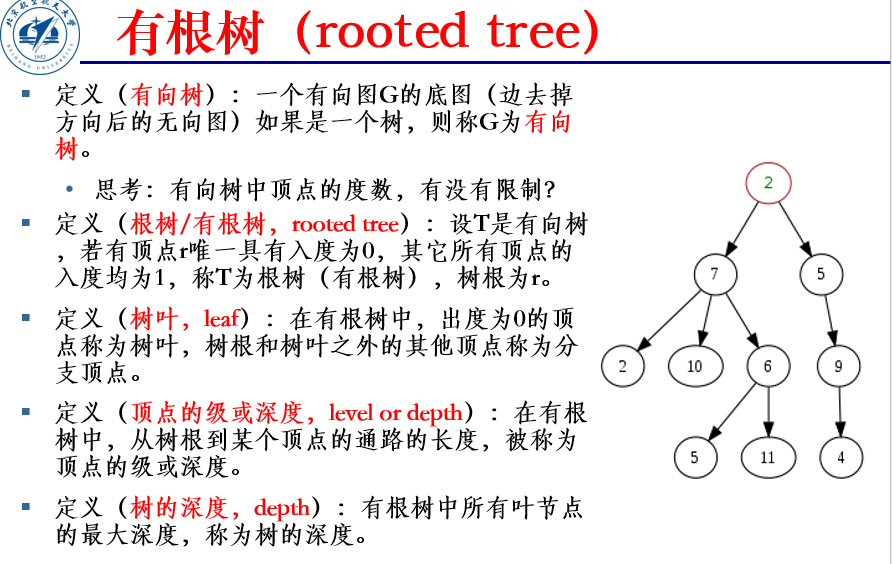 有根树（rooted tree）
北京航空航天大学
BEIHANG UNIVERSITY
1952
定义（有向树）：一个有向图G的底图（边去掉
方向后的无向图）如果是一个树，则称G为有向
树。
思考：有向树中顶点的度数，有没有限制？
定义（根树/有根树，rooted tree）：设T是有向树
，若有顶点r唯一具有入度为0，其它所有顶点的
入度均为1，称T为根树（有根树），树根为r。
定义（树叶，leaf）：在有根树中，出度为0的顶
点称为树叶，树根和树叶之外的其他顶点称为分
支顶点。
定义（顶点的级或深度，level or depth）：在有根
树中，从树根到某个顶点的通路的长度，被称为
顶点的级或深度。
定义（树的深度，depth）：有根树中所有叶节点
的最大深度，称为树的深度。
2
7 5
2 10 6 9
5 11 4